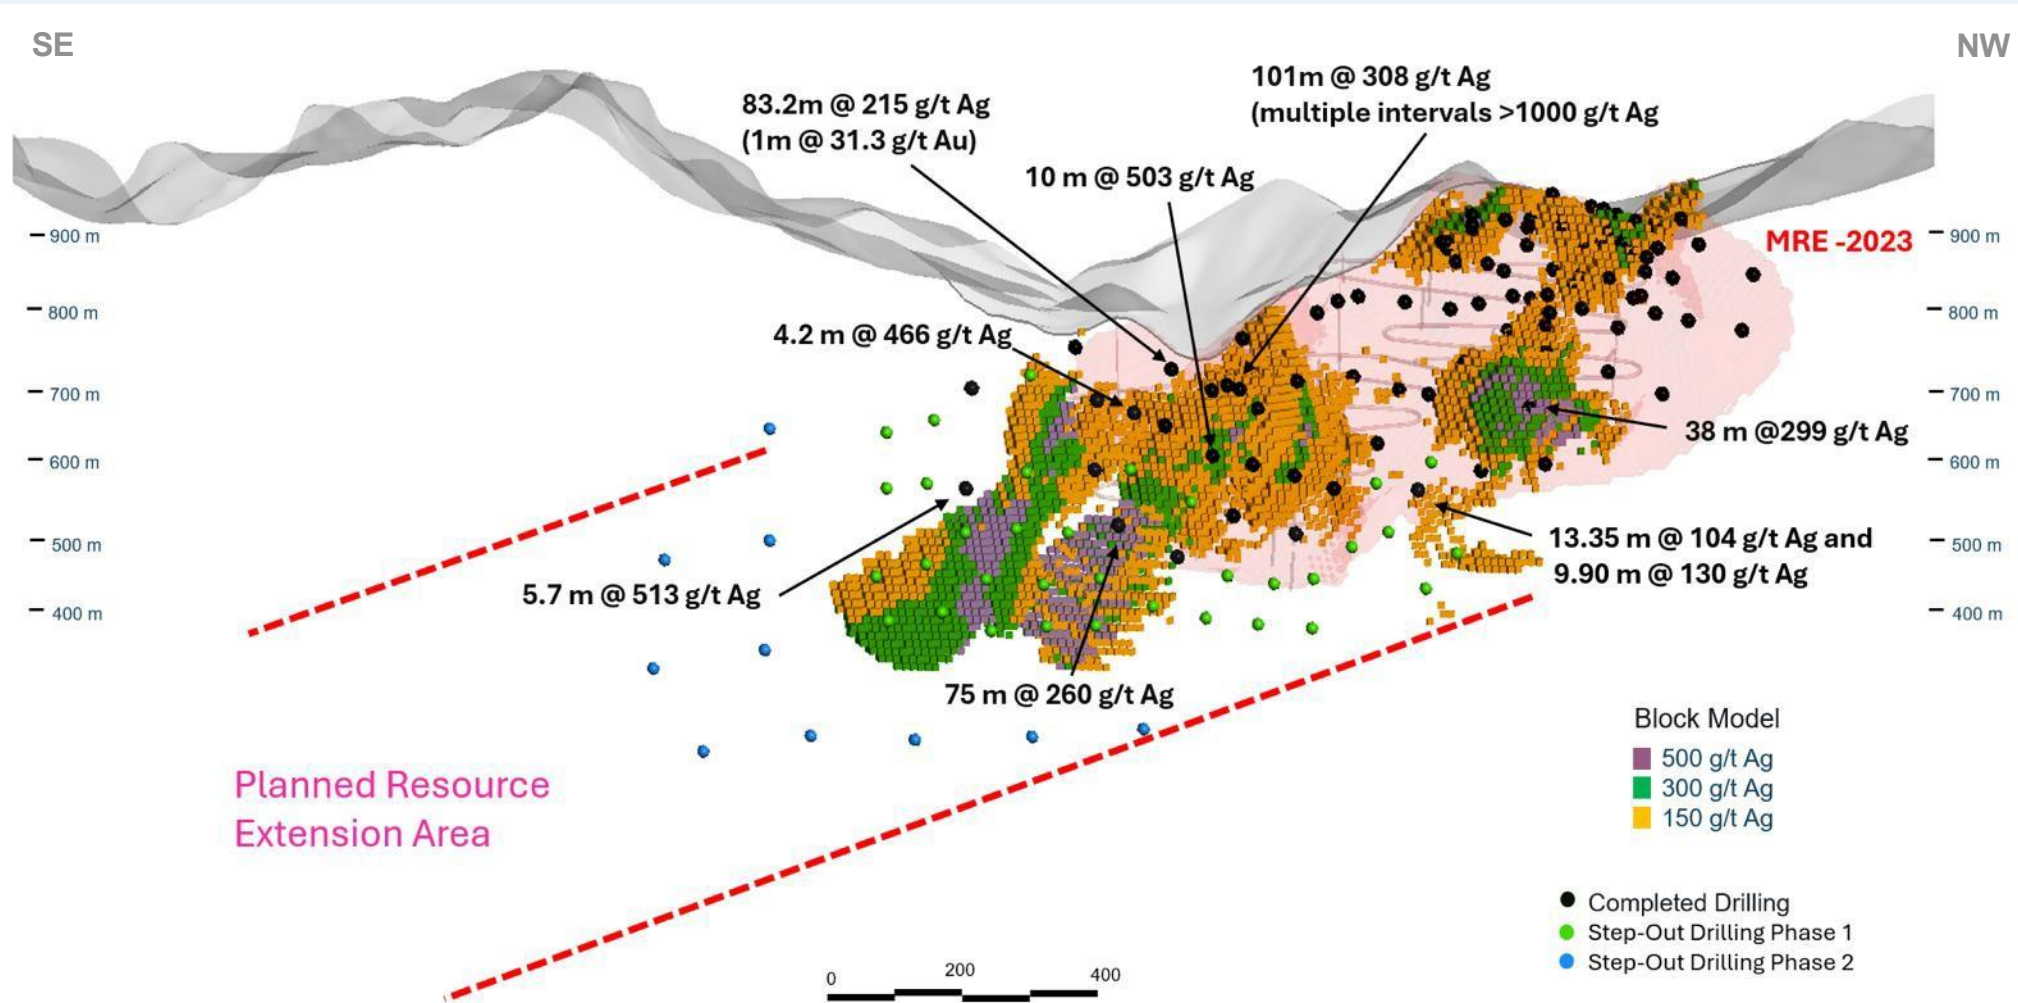 SE
NW
83.2m @ 215 g/t Ag
(1m @ 31.3 g/t Au)
101m @ 308 g/t Ag
(multiple intervals >1000 g/t Ag
10 m @ 503 g/t Ag
MRE -2023
4.2 m @ 466 g/t Ag
900 m
800 m
700 m
600 m
500 m
400 m
900 m
800 m
700 m
600 m
500 m
400 m
38 m @299 g/t Ag
13.35 m @ 104 g/t Ag and
9.90 m @ 130 g/t Ag
5.7 m @ 513 g/t Ag
75 m @ 260 g/t Ag
Planned Resource
Extension Area
Block Model
500 g/t Ag
300 g/t Ag
150 g/t Ag
Completed Drilling
Step-Out Drilling Phase 1
Step-Out Drilling Phase 2
0 200 400